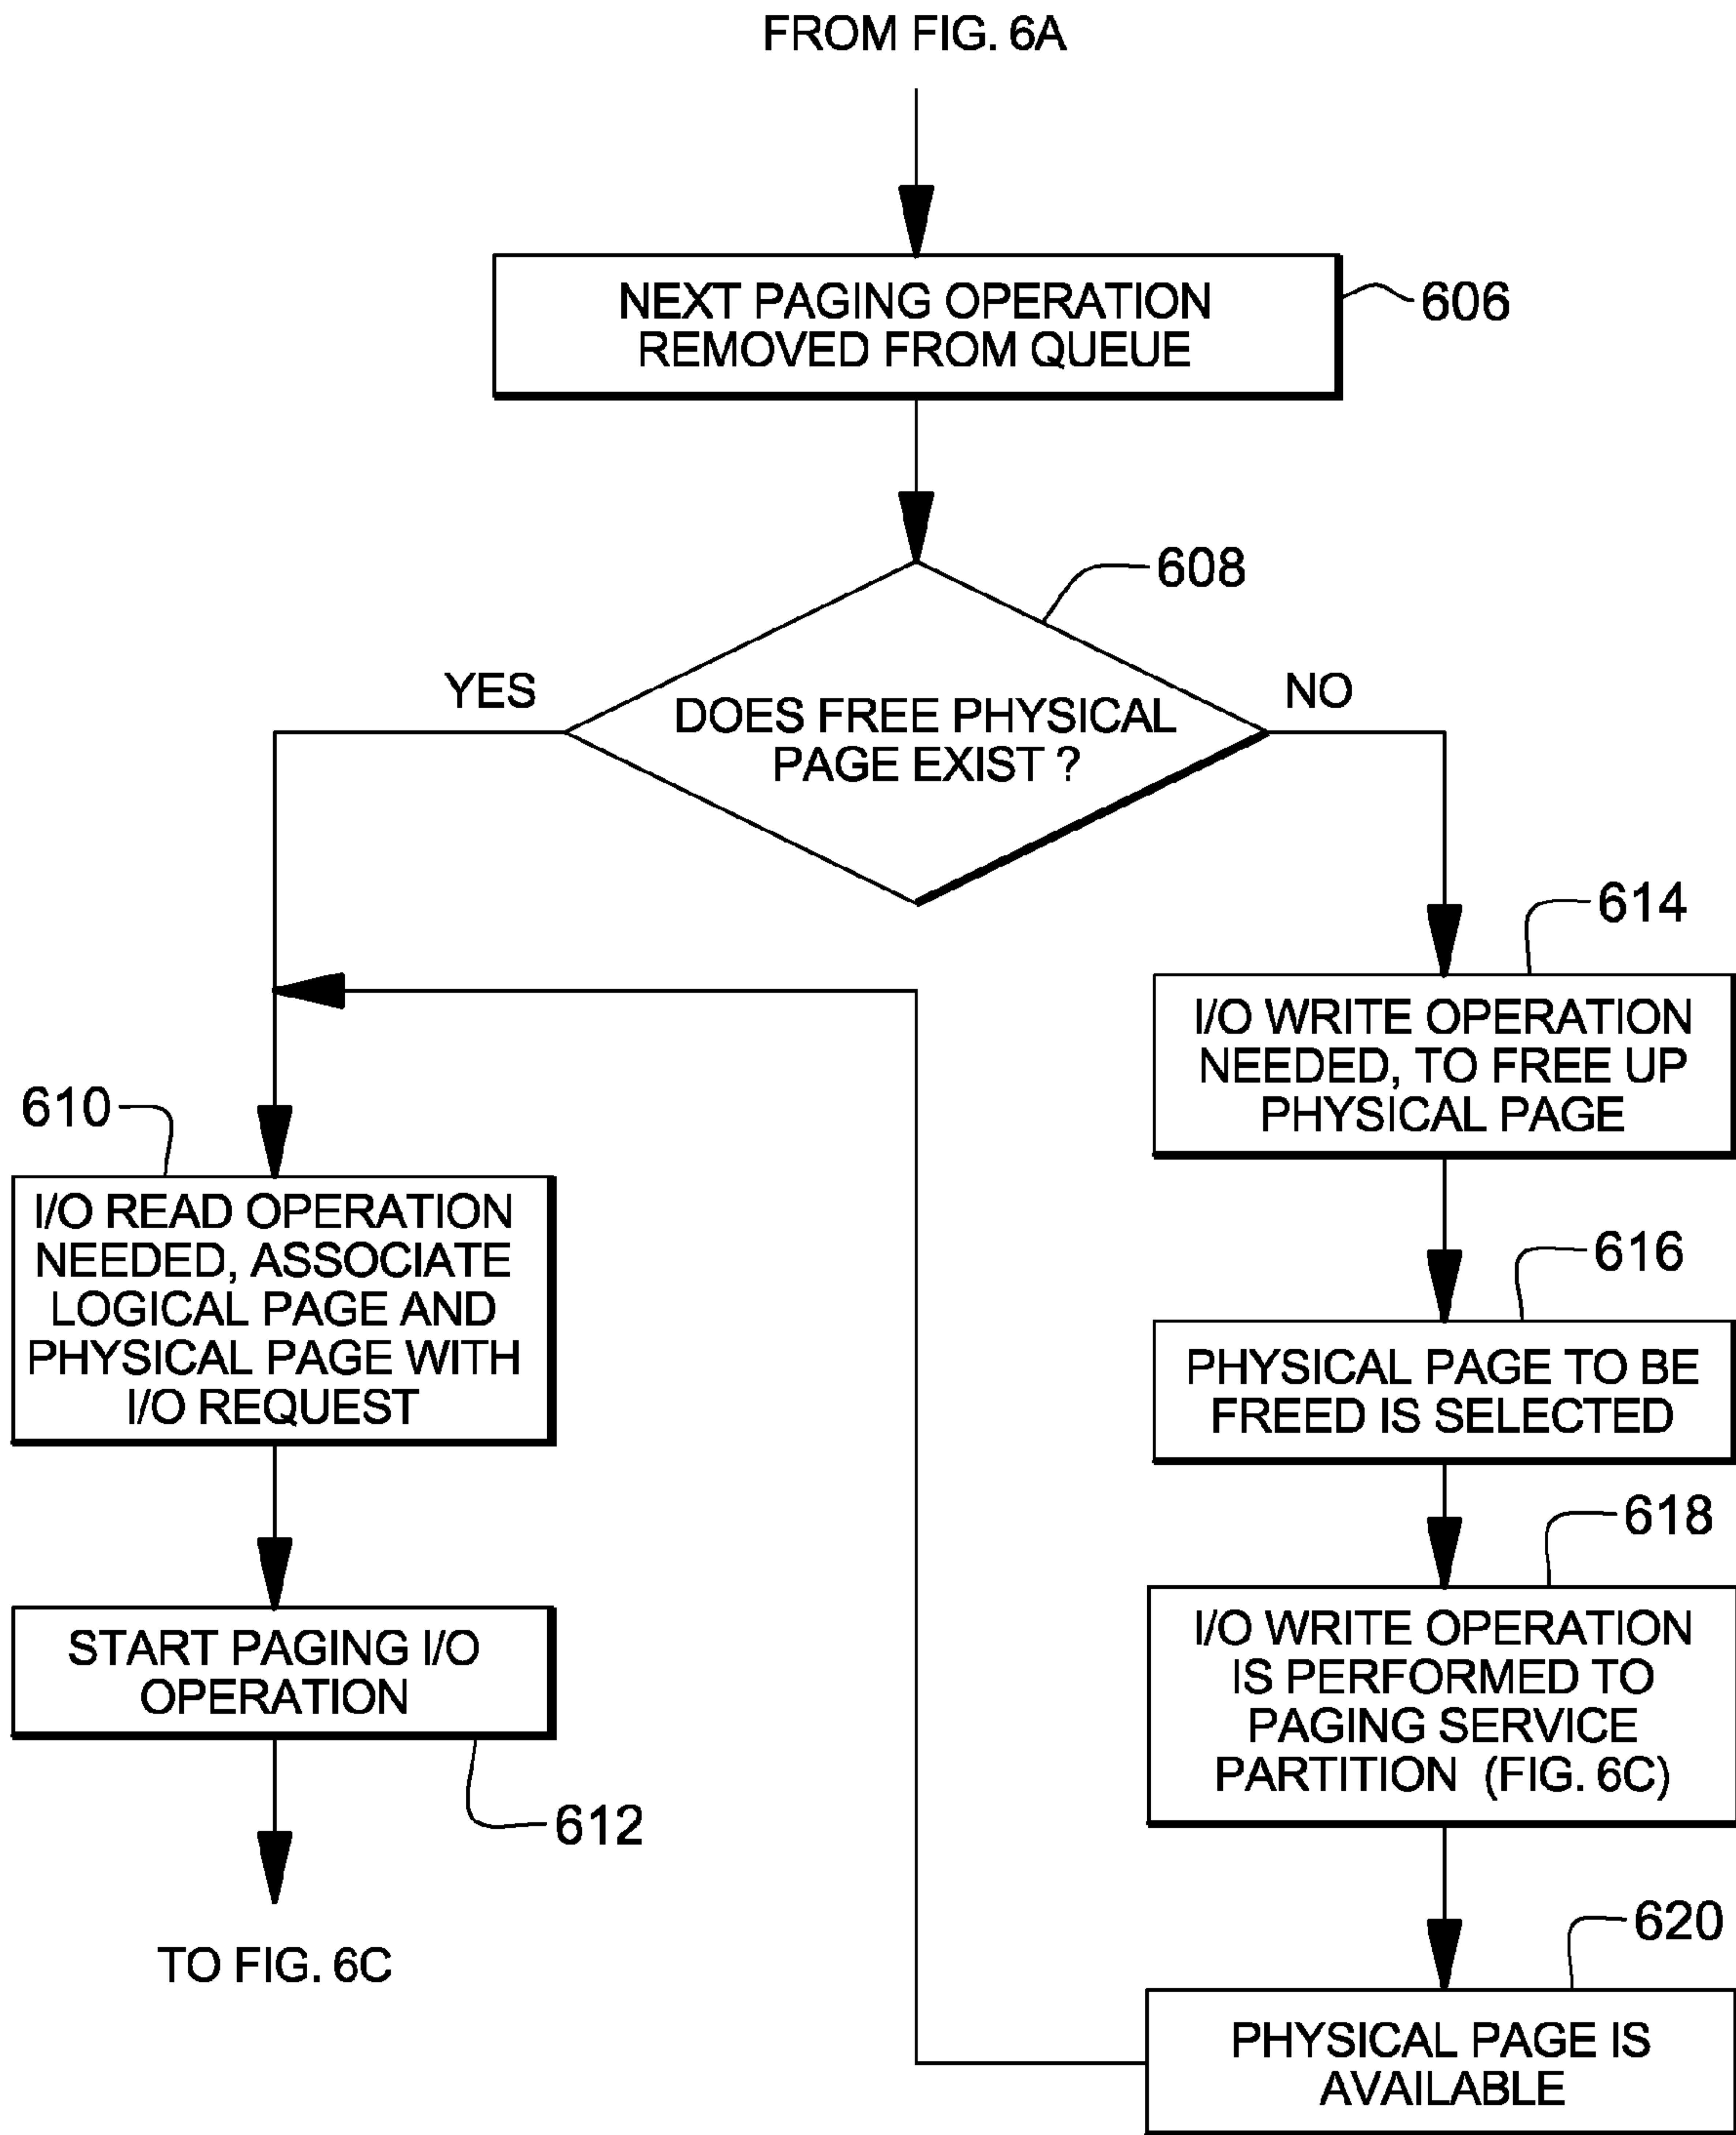 FROM FIG. 6A
NEXT PAGING OPERATION
REMOVED FROM QUEUE
606
608
YES
NO
DOES FREE PHYSICAL
PAGE EXIST ?
614
I/O WRITE OPERATION
NEEDED, TO FREE UP
PHYSICAL PAGE
610
I/O READ OPERATION
NEEDED, ASSOCIATE
LOGICAL PAGE AND
PHYSICAL PAGE WITH
I/O REQUEST
616
PHYSICAL PAGE TO BE
FREED IS SELECTED
618
START PAGING I/O
OPERATION
612
I/O WRITE OPERATION
IS PERFORMED TO
PAGING SERVICE
PARTITION (FIG. 6C)
TO FIG. 6C
620
PHYSICAL PAGE IS
AVAILABLE